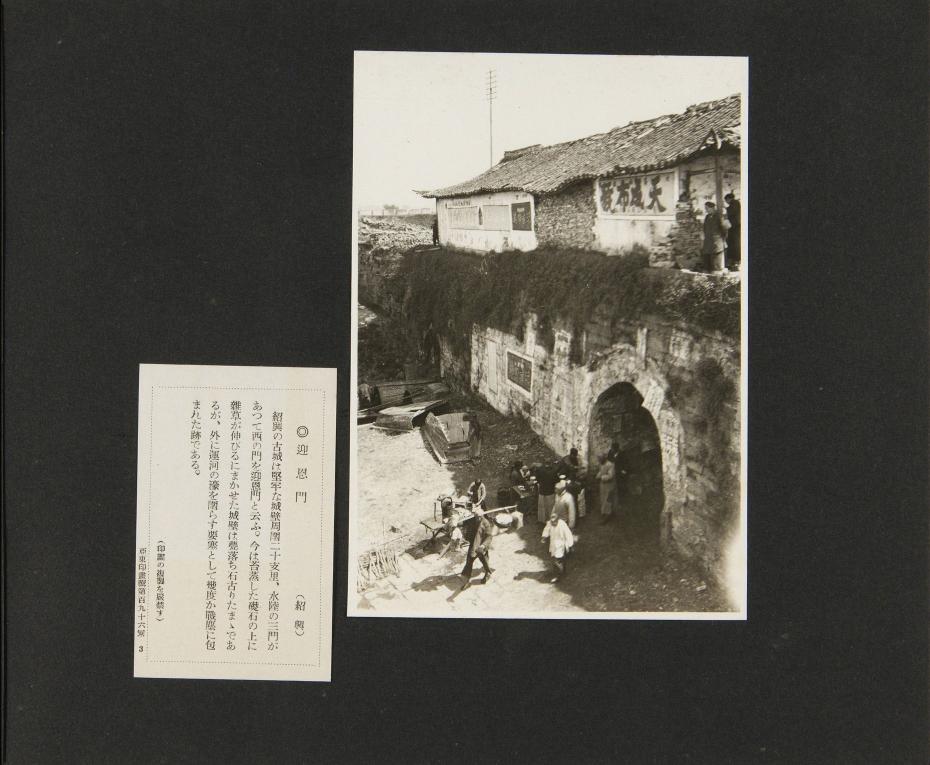 ◎迎恩門
（紹興）
紹興の古城は堅牢な城壁周圍二十支里、水陸の三門が
あつて西の門を迎恩門と云ふ。今は苔蒸した礎石の上に
雜草が伸びるにまかせた城壁は甍落ち石古りたまゝであ
るが、外に運河の濠を圍らす要塞として幾度か戰塵に包
まれた跡である。
（印畫の複製を嚴禁す）
亞東印畫輯第百九十六回 3
天成布莊